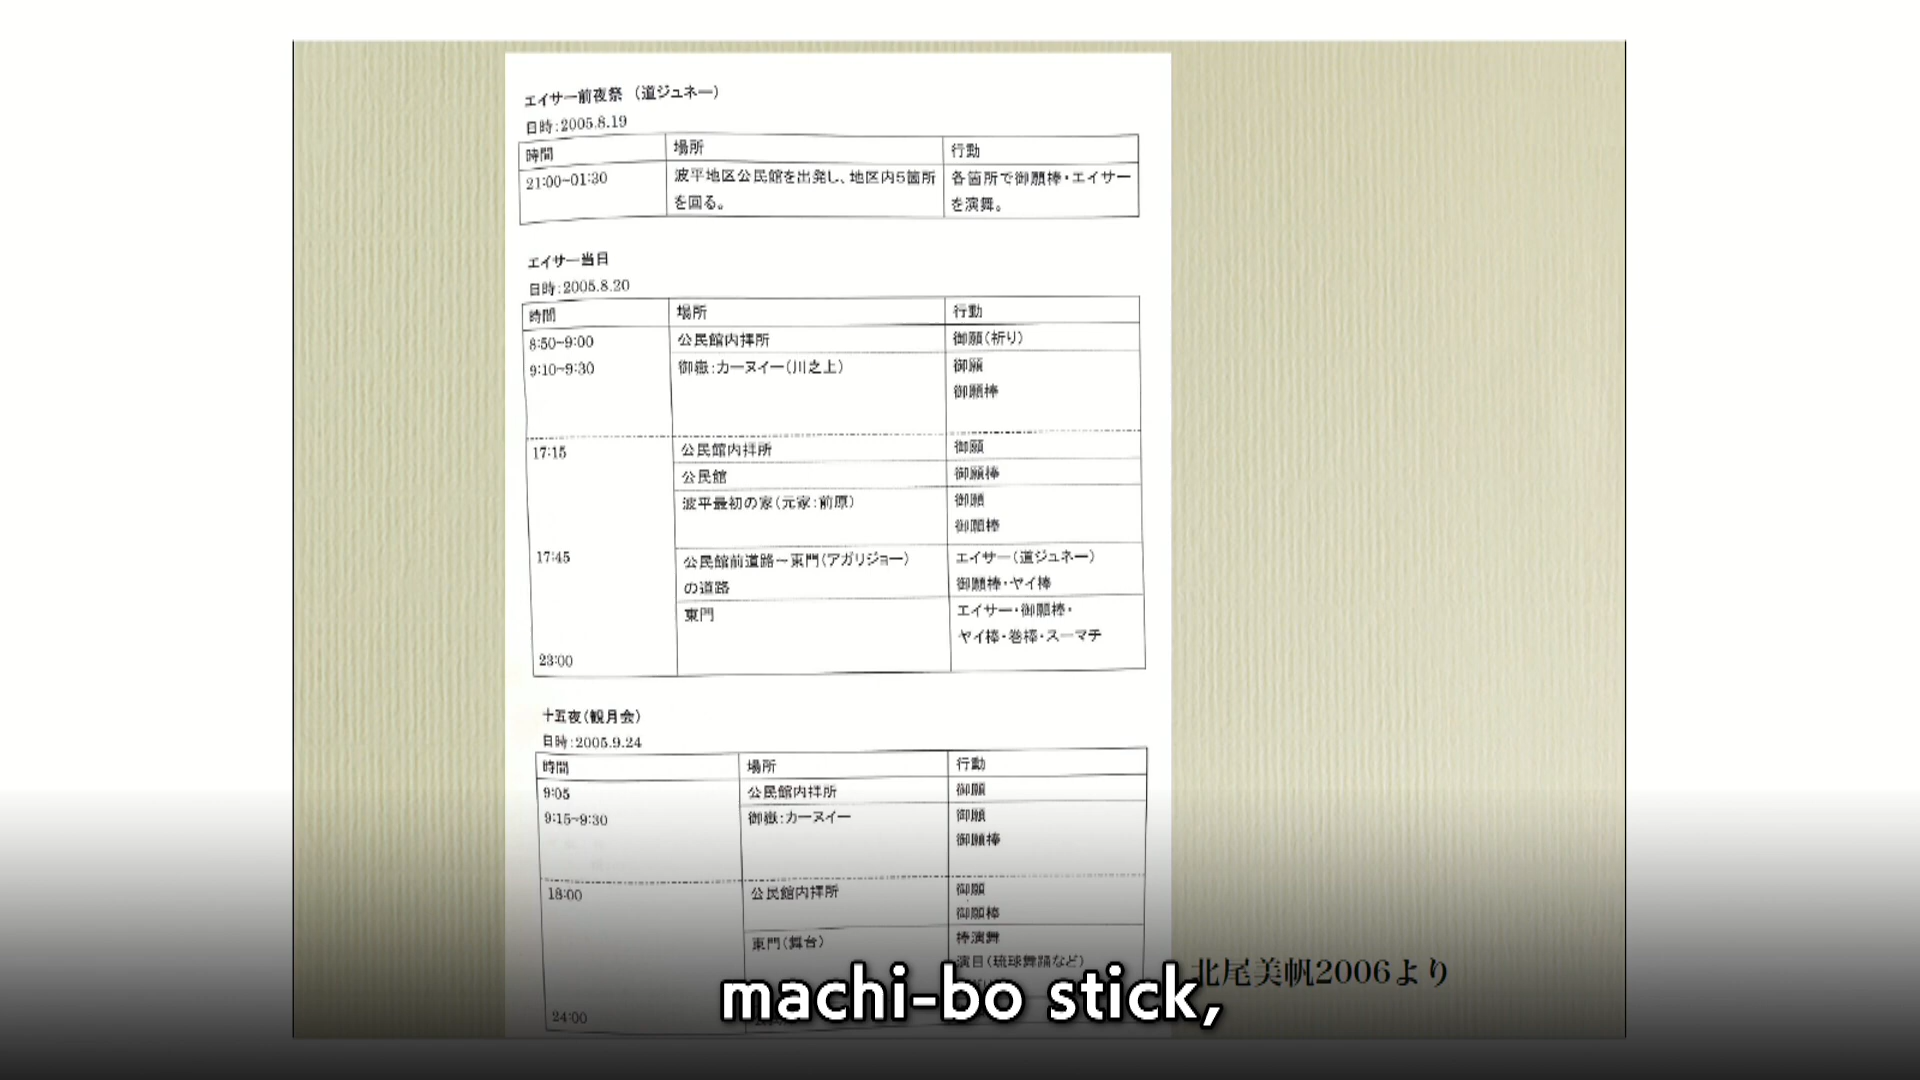 エイサー前夜祭 (道ジュネー)
日時:2005.8.19
時間 場所 行動
21:00~01:30 波平地区公民館を出発し、地区内5箇所 各箇所で御願棒・エイサー
を回る。 を演舞。
エイサー当日
日時:2005.8.20
時間 場所 行動
8:50~9:00 公民館内拝所 御願(祈り)
9:10~9:30 御嶽:カーヌイー(川之上) 御願
御願棒
17:15 公民館内拝所 御願
公民館 御願棒
波平最初の家(元家:前原) 御願
御願棒
17:45 公民館前道路~東門(アガリジョー) エイサー(道ジュネー)
の道路 御願棒・ヤイ棒
東門 エイサー・御願棒・
ヤイ棒・巻棒・スーマチ
23:00
十五夜(観月会)
日時:2005.9.24
時間 場所 行動
9:05 公民館内拝所 御願
9:15~9:30 御嶽:カーヌイー 御願
御願棒
18:00 公民館内拝所 御願
御願棒
東門(舞台) 棒演舞
演目(琉球舞踊など)
24:00
北尾美帆2006より
machi-bo stick,